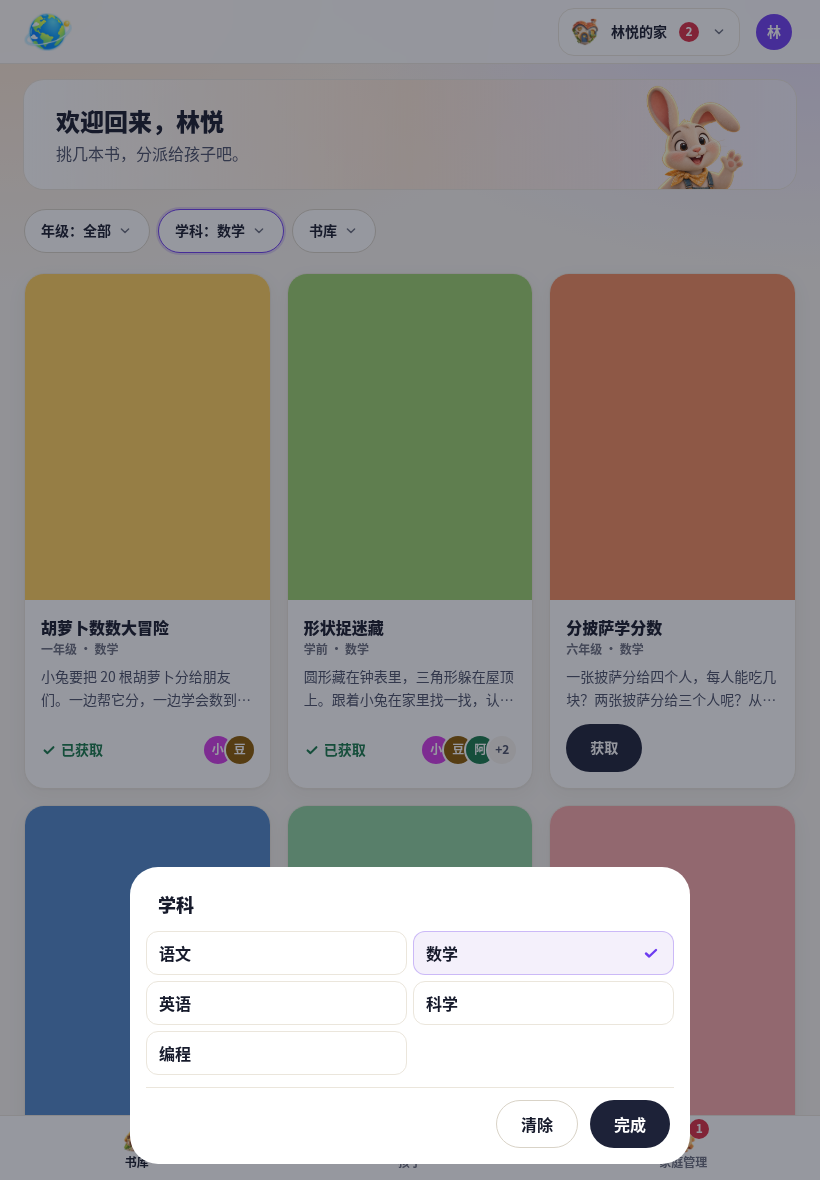 林悦的家 2
林
欢迎回来，林悦
挑几本书，分派给孩子吧。
年级：全部
学科：数学
书库
胡萝卜数数大冒险
一年级 · 数学
小兔要把 20 根胡萝卜分给朋友
们。一边帮它分，一边学会数到…
已获取
小
豆
形状捉迷藏
学前 · 数学
圆形藏在钟表里，三角形躲在屋顶
上。跟着小兔在家里找一找，认…
已获取
小
豆
阿
+2
分披萨学分数
六年级 · 数学
一张披萨分给四个人，每人能吃几
块？两张披萨分给三个人呢？从…
获取
学科
语文
数学
英语
科学
编程
清除
完成
书库
1
家庭管理